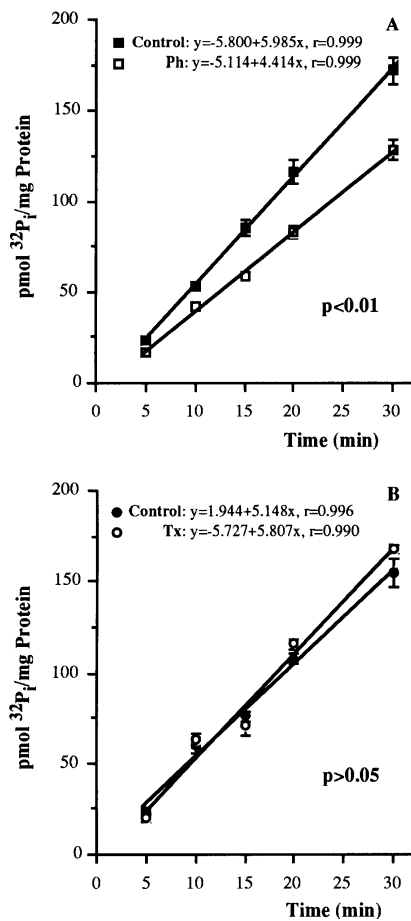 A
■ Control: y=-5.800+5.985x, r=0.999
□ Ph: y=-5.114+4.414x, r=0.999
200
150
100
50
0
pmol ³²Pᵢ/mg Protein
p<0.01
0 5 10 15 20 25 30
Time (min)
B
● Control: y=1.944+5.148x, r=0.996
○ Tx: y=-5.727+5.807x, r=0.990
200
150
100
50
0
pmol ³²Pᵢ/mg Protein
p>0.05
0 5 10 15 20 25 30
Time (min)